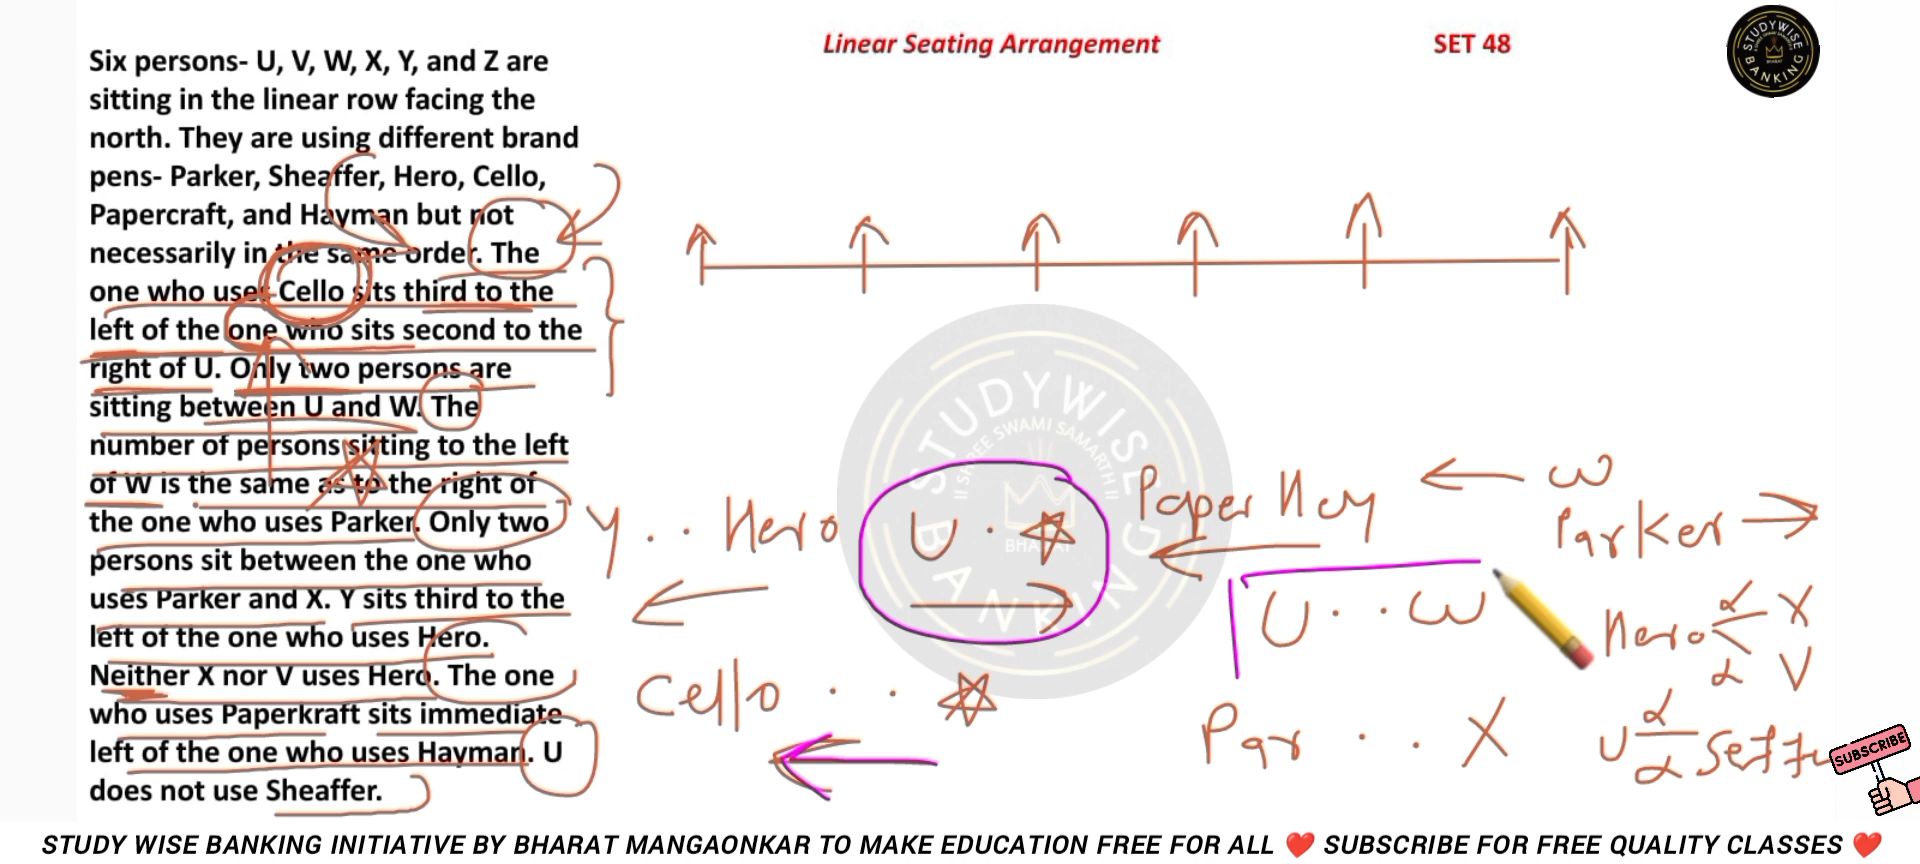 Linear Seating Arrangement
SET 48
STUDYWISE BANKING
Six persons- U, V, W, X, Y, and Z are
sitting in the linear row facing the
north. They are using different brand
pens- Parker, Sheaffer, Hero, Cello,
Papercraft, and Hayman but not
necessarily in the same order. The
one who uses Cello sits third to the
left of the one who sits second to the
right of U. Only two persons are
sitting between U and W. The
number of persons sitting to the left
of W is the same as to the right of
the one who uses Parker. Only two
persons sit between the one who
uses Parker and X. Y sits third to the
left of the one who uses Hero.
Neither X nor V uses Hero. The one
who uses Paperkraft sits immediate
left of the one who uses Hayman. U
does not use Sheaffer.
STUDYWISE
SHREE SWAMI SAMARTH
BHARAT
BANKING
Y . . Hero
U .
Paper Hay
W
Parker
U . . W
Hero X
V
Cello . .
Par . . X
U
SUBSCRIBE
STUDY WISE BANKING INITIATIVE BY BHARAT MANGAONKAR TO MAKE EDUCATION FREE FOR ALL ❤️ SUBSCRIBE FOR FREE QUALITY CLASSES ❤️